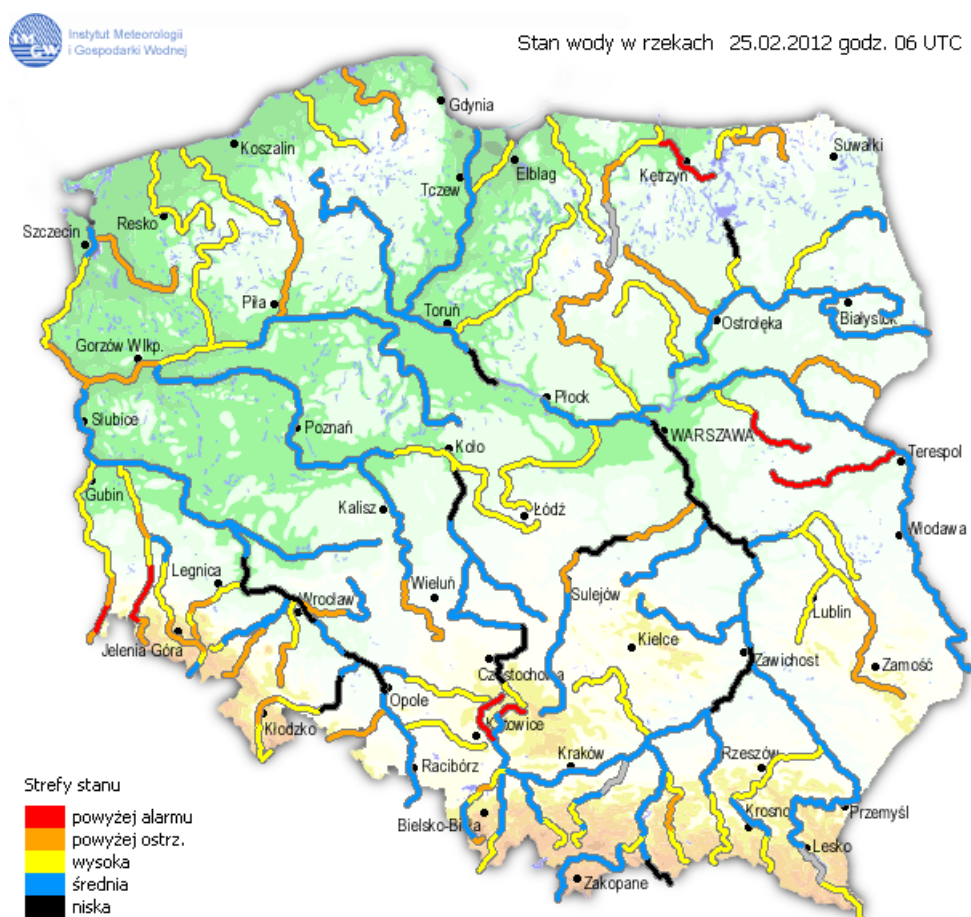 Instytut Meteorologii
i Gospodarki Wodnej
IMGW
Stan wody w rzekach 25.02.2012 godz. 06 UTC
Gdynia
Koszalin
Suwałki
Elbląg
Kętrzyn
Tczew
Resko
Szczecin
Piła
Toruń
Ostrołęka
Białystok
Gorzów Wlkp.
Płock
Słubice
Poznań
WARSZAWA
Koło
Terespol
Gubin
Kalisz
Łódź
Włodawa
Legnica
Wrocław
Wieluń
Sulejów
Lublin
Jelenia Góra
Kielce
Zawichost
Zamość
Częstochowa
Opole
Kłodzko
Katowice
Racibórz
Kraków
Rzeszów
Bielsko-Biała
Krosno
Przemyśl
Lesko
Zakopane
Strefy stanu
powyżej alarmu
powyżej ostrz.
wysoka
średnia
niska